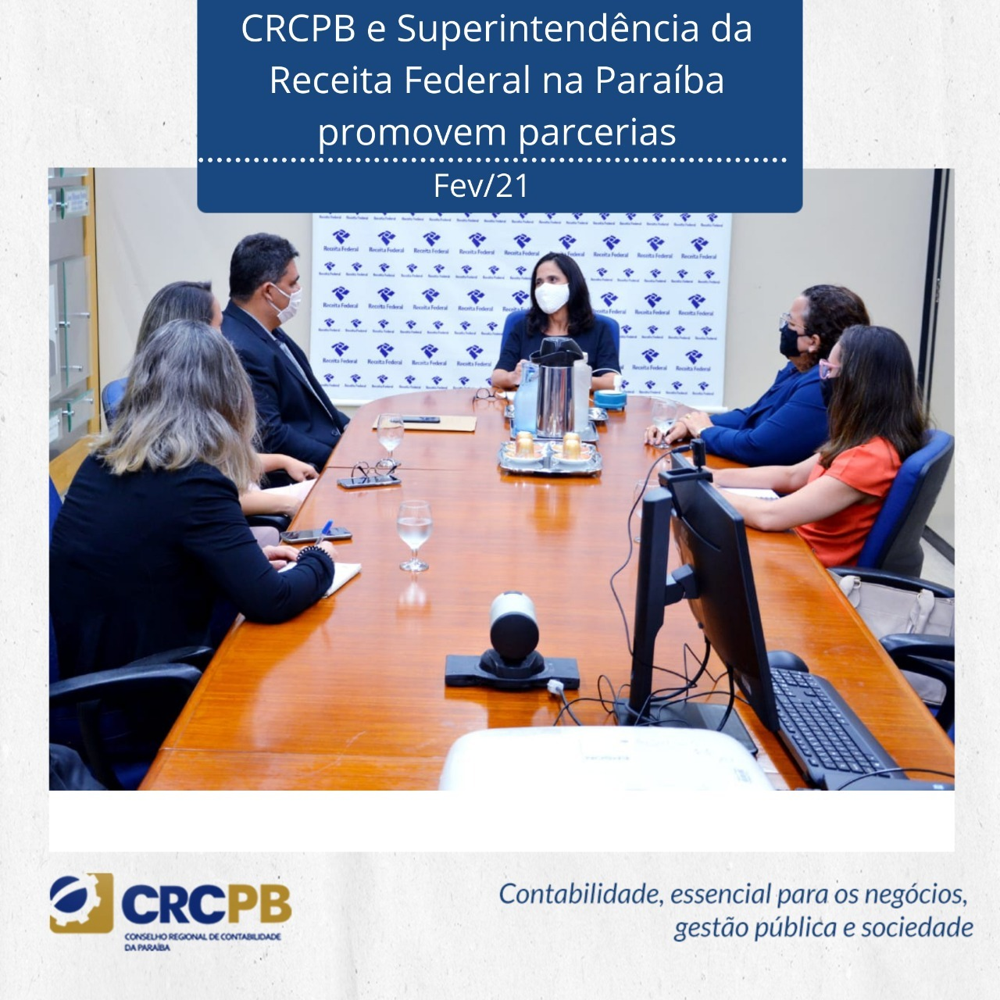 CRCPB e Superintendência da
Receita Federal na Paraíba
promovem parcerias
Fev/21
Receita Federal
EPSON
CRCPB
CONSELHO REGIONAL DE CONTABILIDADE
DA PARAÍBA
Contabilidade, essencial para os negócios,
gestão pública e sociedade